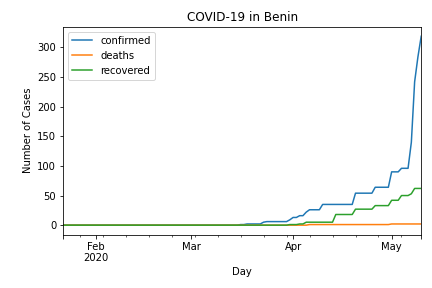 COVID-19 in Benin
confirmed
deaths
recovered
Number of Cases
300
250
200
150
100
50
0
Feb
2020
Mar
Apr
May
Day